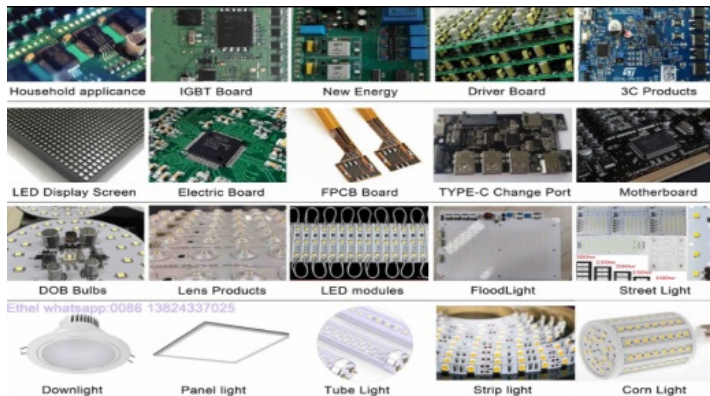 Household applicance
IGBT Board
New Energy
Driver Board
3C Products
LED Display Screen
Electric Board
FPCB Board
TYPE-C Change Port
Motherboard
DOB Bulbs
Lens Products
LED modules
FloodLight
Street Light
Ethel whatsapp:0086 13824337025
Downlight
Panel light
Tube Light
Strip light
Corn Light